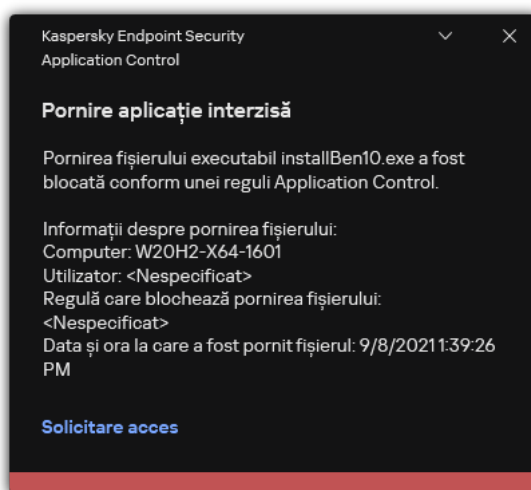 Kaspersky Endpoint Security
Application Control
Pornire aplicație interzisă
Pornirea fișierului executabil installBen10.exe a fost
blocată conform unei reguli Application Control.
Informații despre pornirea fișierului:
Computer: W20H2-X64-1601
Utilizator: <Nespecificat>
Regulă care blochează pornirea fișierului:
<Nespecificat>
Data și ora la care a fost pornit fișierul: 9/8/2021 1:39:26
PM
Solicitare acces